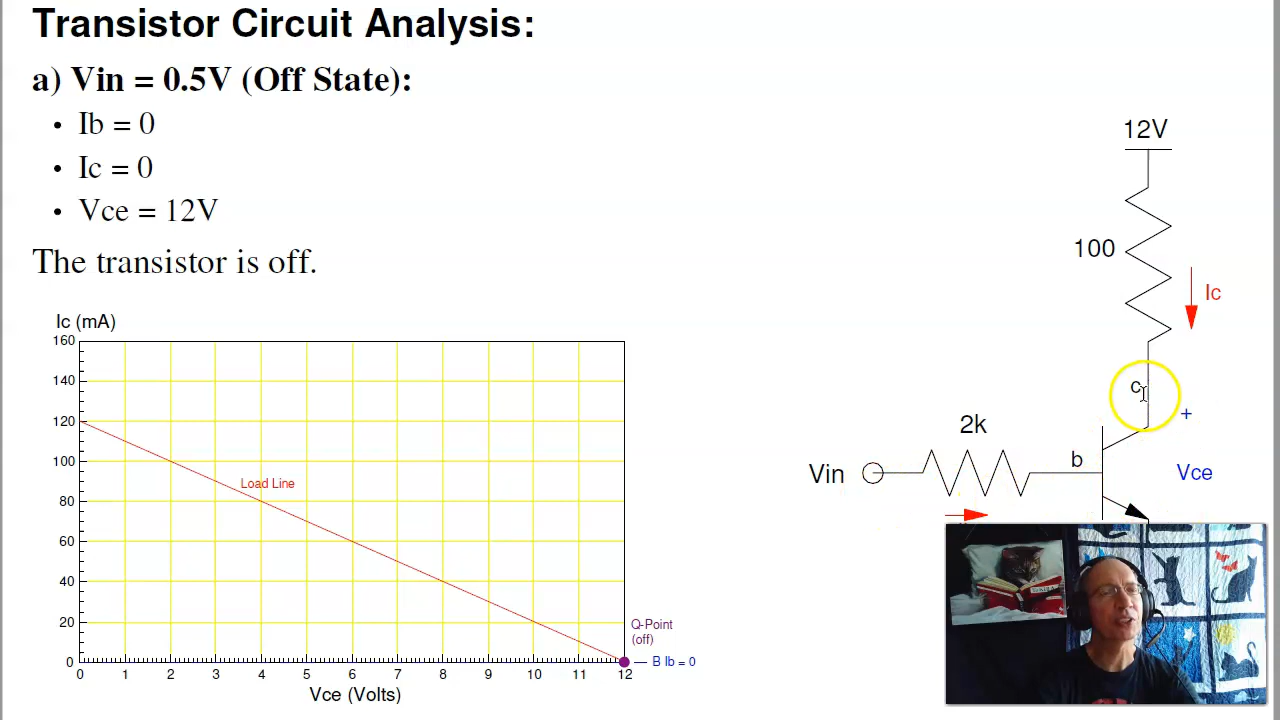 Transistor Circuit Analysis:
a) Vin = 0.5V (Off State):
• Ib = 0
• Ic = 0
• Vce = 12V
The transistor is off.
Ic (mA)
160
140
120
100
80
60
40
20
0
Load Line
Q-Point
(off)
B Ib = 0
0 1 2 3 4 5 6 7 8 9 10 11 12
Vce (Volts)
12V
100
Ic
c
+
2k
b
Vin
Vce